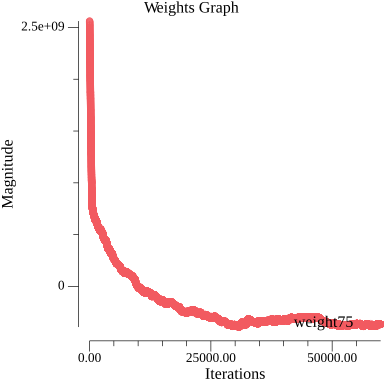 Weights Graph
2.5e+09
Magnitude
0
weight75
0.00 25000.00 50000.00
Iterations